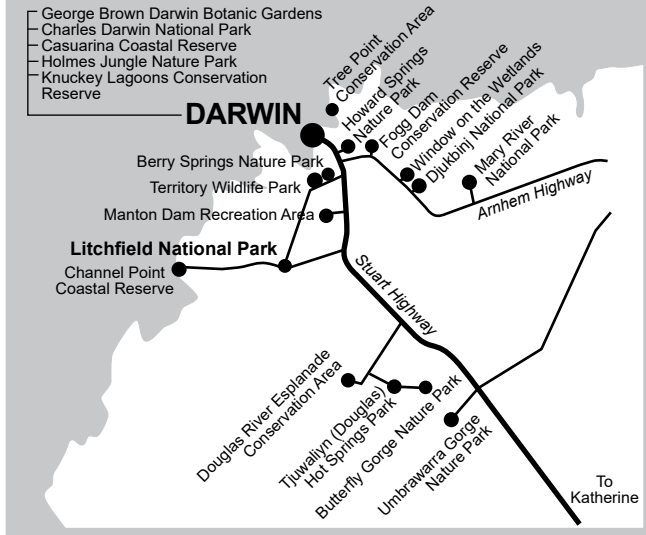 George Brown Darwin Botanic Gardens
Charles Darwin National Park
Casuarina Coastal Reserve
Holmes Jungle Nature Park
Knuckey Lagoons Conservation
Reserve
DARWIN
Tree Point
Conservation Area
Howard Springs
Nature Park
Fogg Dam
Conservation Reserve
Window on the Wetlands
Djukbinj National Park
Mary River
National Park
Arnhem Highway
Berry Springs Nature Park
Territory Wildlife Park
Manton Dam Recreation Area
Litchfield National Park
Channel Point
Coastal Reserve
Stuart Highway
Douglas River Esplanade
Conservation Area
Tjuwaliyn (Douglas)
Hot Springs Park
Butterfly Gorge Nature Park
Umbrawarra Gorge
Nature Park
To
Katherine